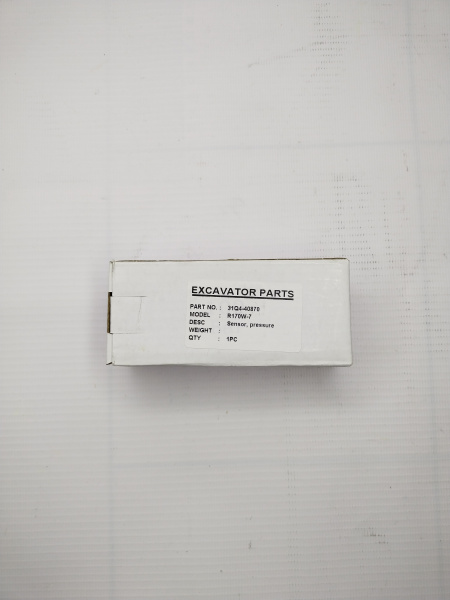 EXCAVATOR PARTS
PART NO. : 31Q4-40870
MODEL : R170W-7
DESC : Sensor, pressure
WEIGHT :
QTY : 1PC